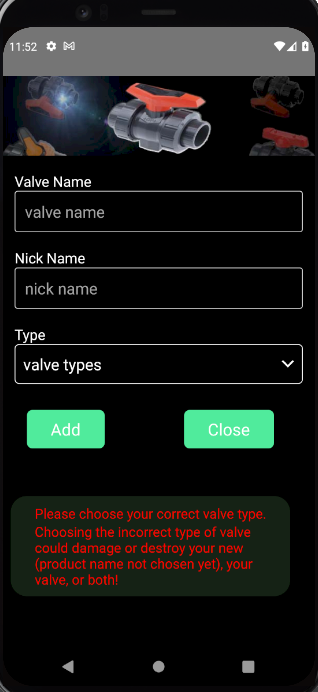 11:52
Valve Name
valve name
Nick Name
nick name
Type
valve types
Add
Close
Please choose your correct valve type.
Choosing the incorrect type of valve
could damage or destroy your new
(product name not chosen yet), your
valve, or both!